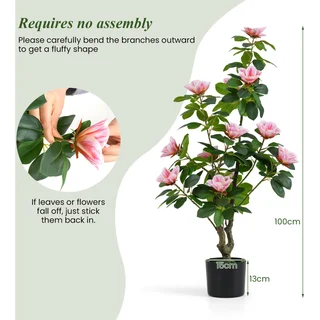 Requires no assembly
Please carefully bend the branches outward
to get a fluffy shape
If leaves or flowers
fall off, just stick
them back in.
100cm
15cm
13cm